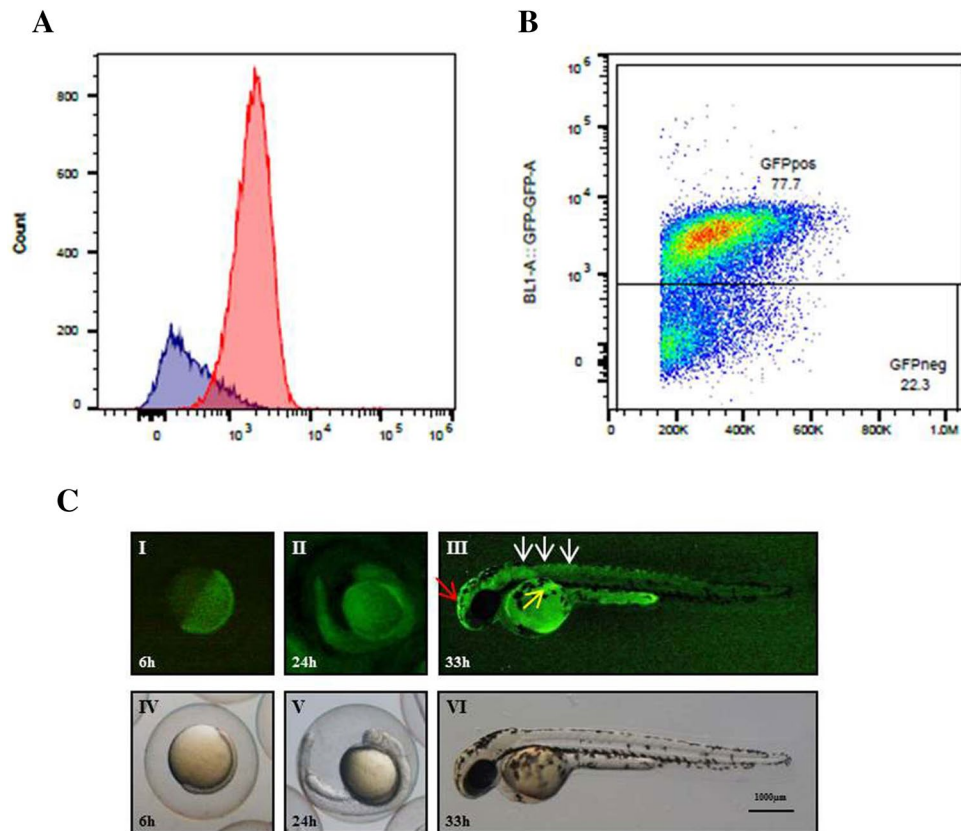 A
B
Count
800
600
400
200
0
0
10³
10⁴
10⁵
10⁶
BL1-A:: GFP-GFP-A
10⁶
10⁵
10⁴
10³
0
GFPpos
77.7
GFPneg
22.3
0
200K
400K
600K
800K
1.0M
C
I
6h
II
24h
III
33h
IV
6h
V
24h
VI
33h
1000µm